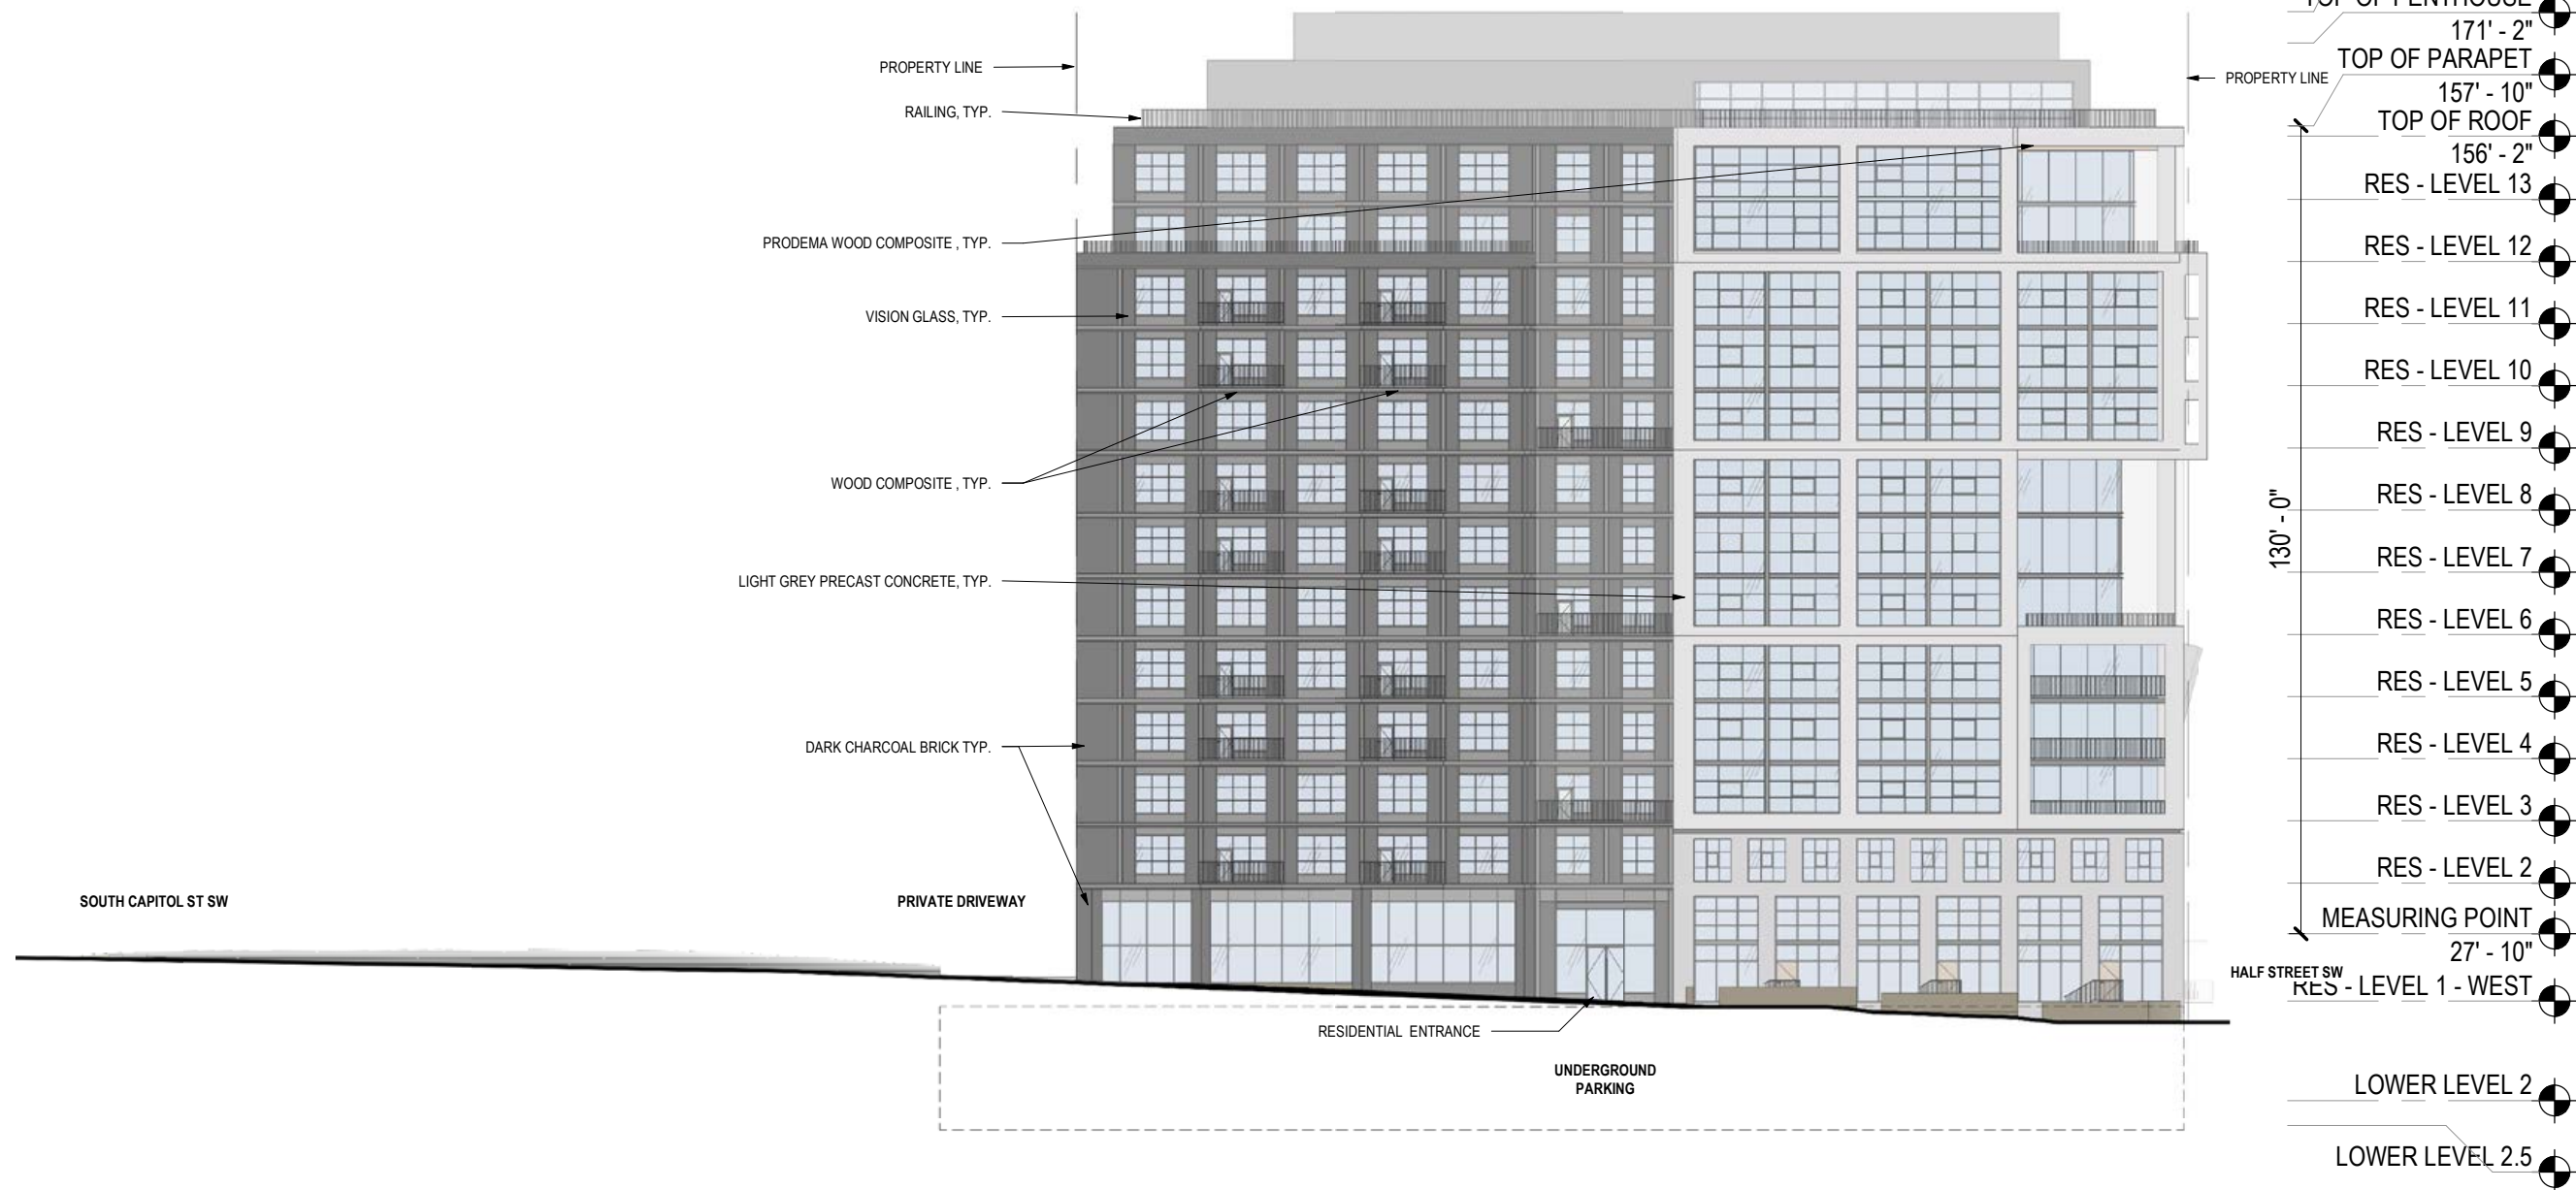 TOP OF PENTHOUSE
171' - 2"
TOP OF PARAPET
157' - 10"
TOP OF ROOF
156' - 2"
RES - LEVEL 13
RES - LEVEL 12
RES - LEVEL 11
RES - LEVEL 10
RES - LEVEL 9
RES - LEVEL 8
RES - LEVEL 7
RES - LEVEL 6
RES - LEVEL 5
RES - LEVEL 4
RES - LEVEL 3
RES - LEVEL 2
MEASURING POINT
27' - 10"
RES - LEVEL 1 - WEST
LOWER LEVEL 2
LOWER LEVEL 2.5
130' - 0"
PROPERTY LINE
PROPERTY LINE
RAILING, TYP.
PRODEMA WOOD COMPOSITE , TYP.
VISION GLASS, TYP.
WOOD COMPOSITE , TYP.
LIGHT GREY PRECAST CONCRETE, TYP.
DARK CHARCOAL BRICK TYP.
SOUTH CAPITOL ST SW
PRIVATE DRIVEWAY
HALF STREET SW
RESIDENTIAL ENTRANCE
UNDERGROUND
PARKING